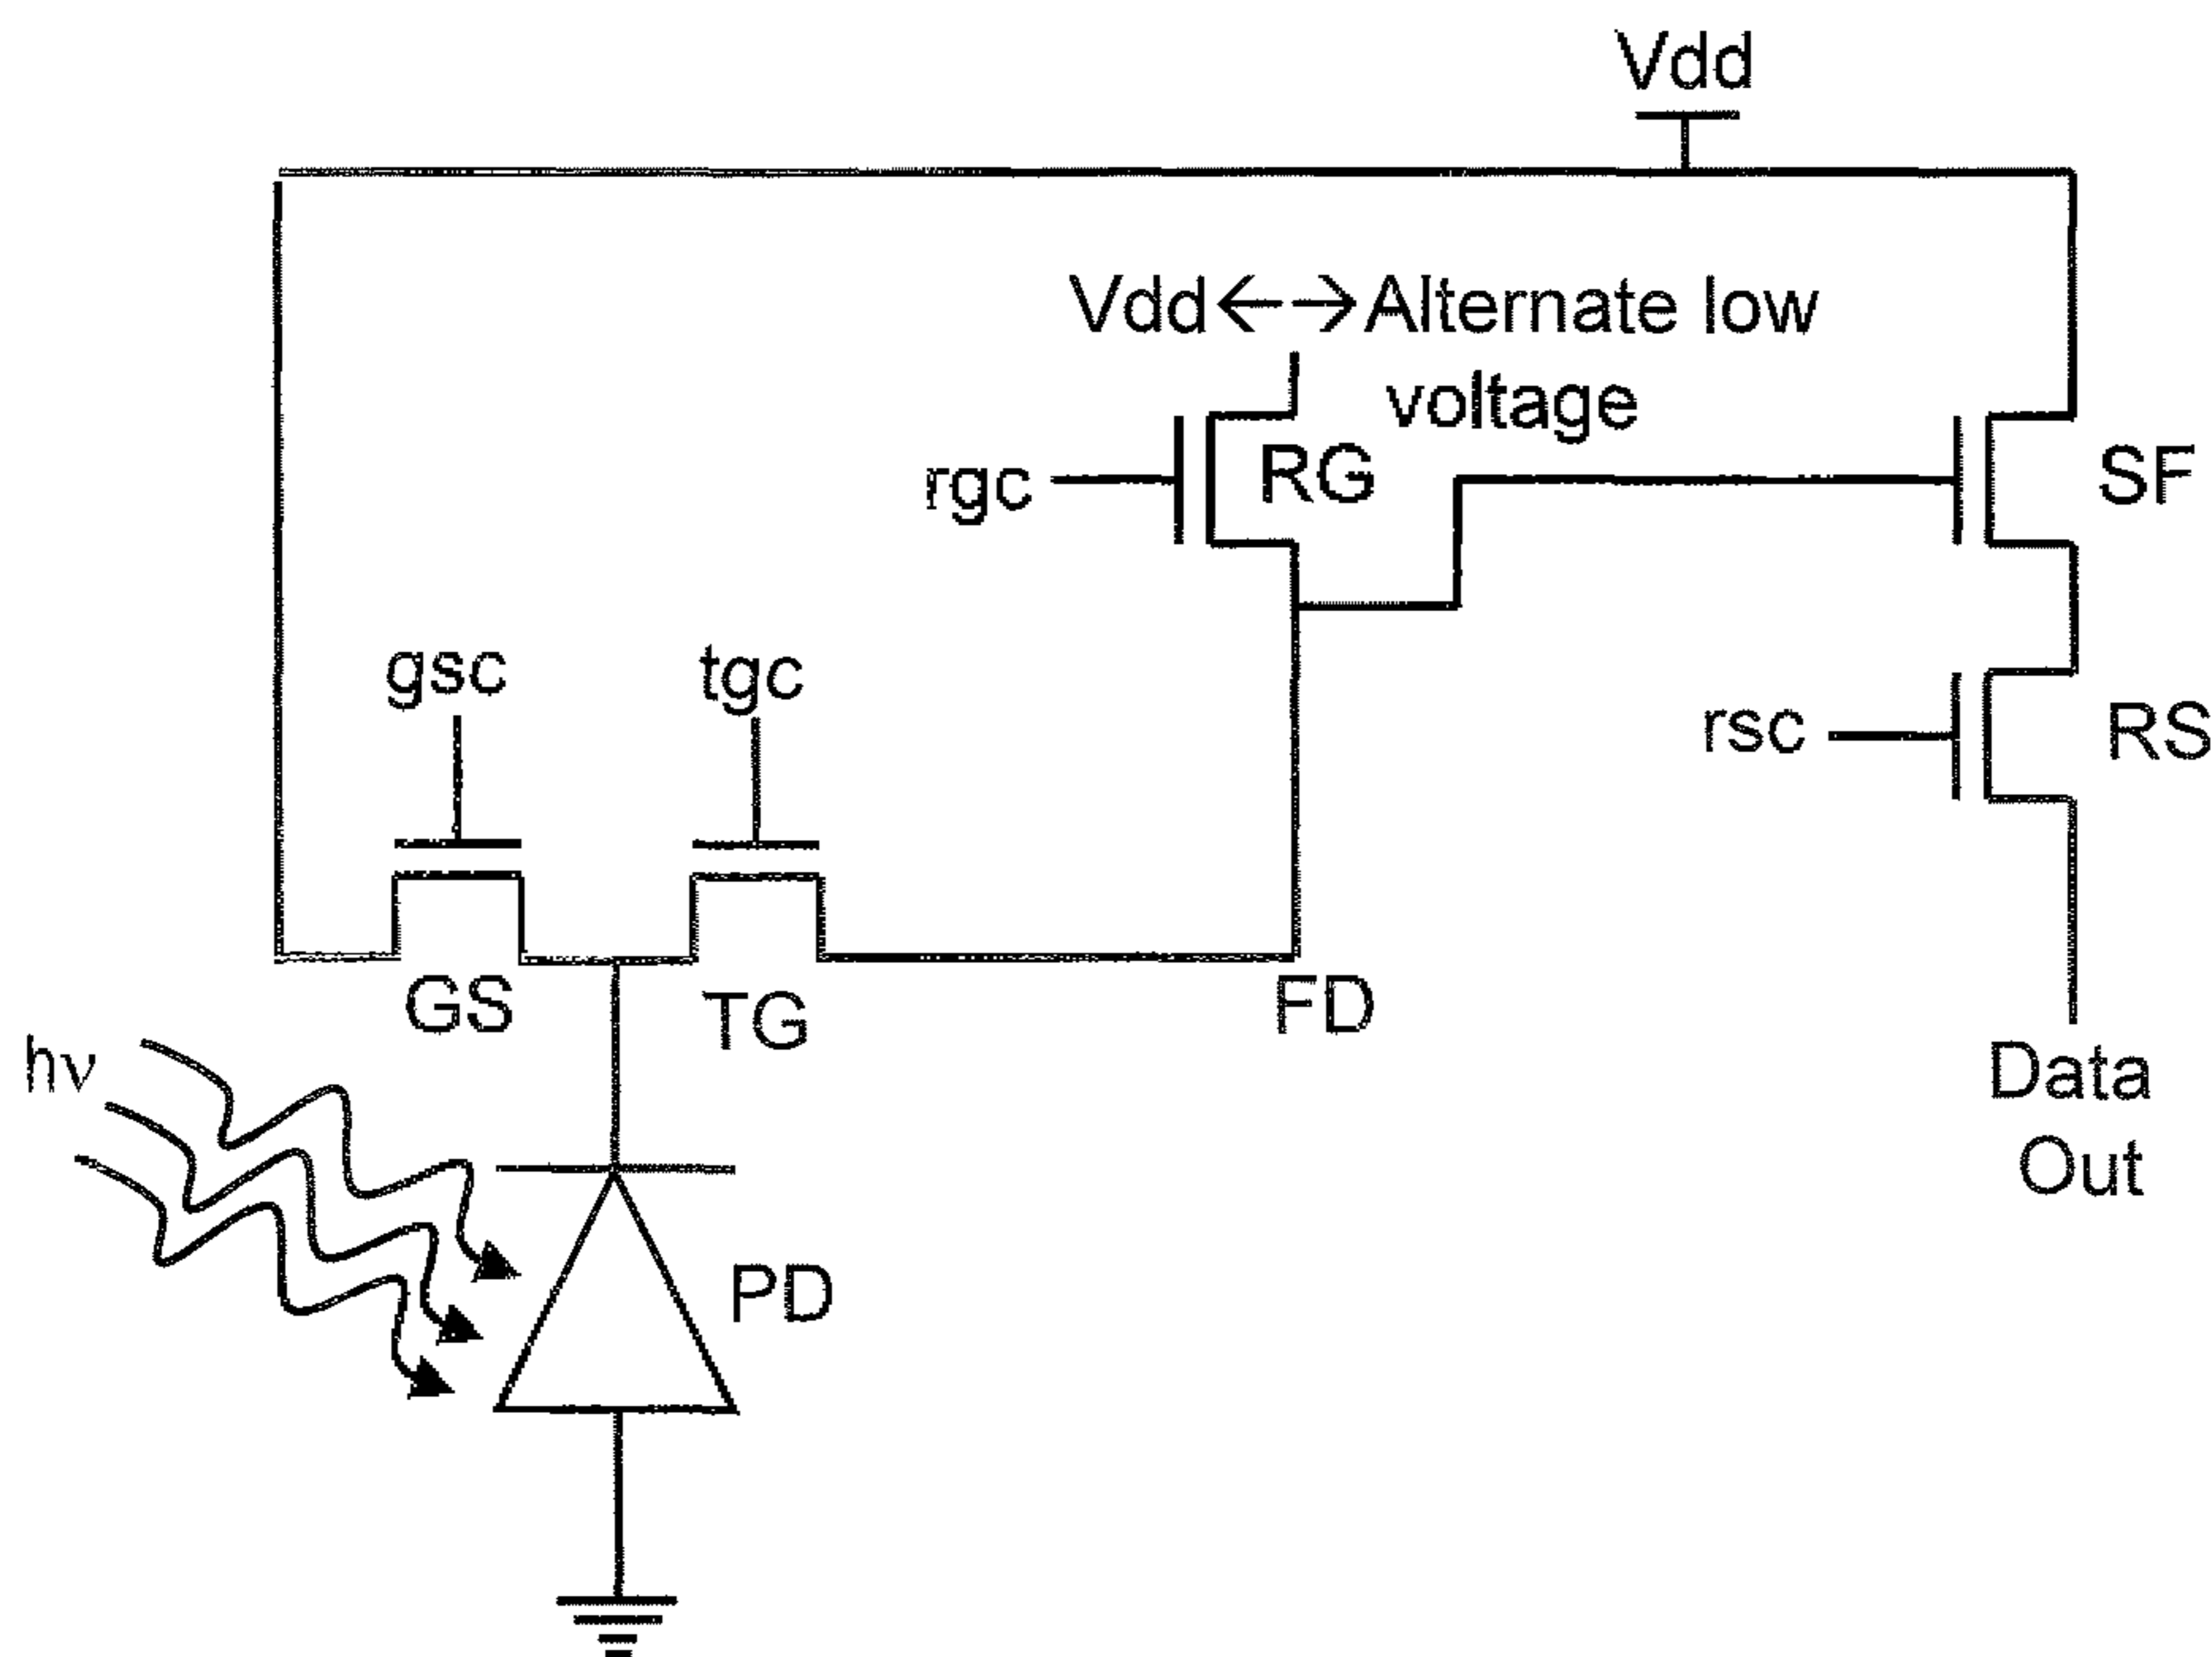 Vdd
Vdd←→Alternate low
voltage
rgc
RG
SF
gsc
tgc
rsc
RS
GS
TG
FD
hν
Data
Out
PD